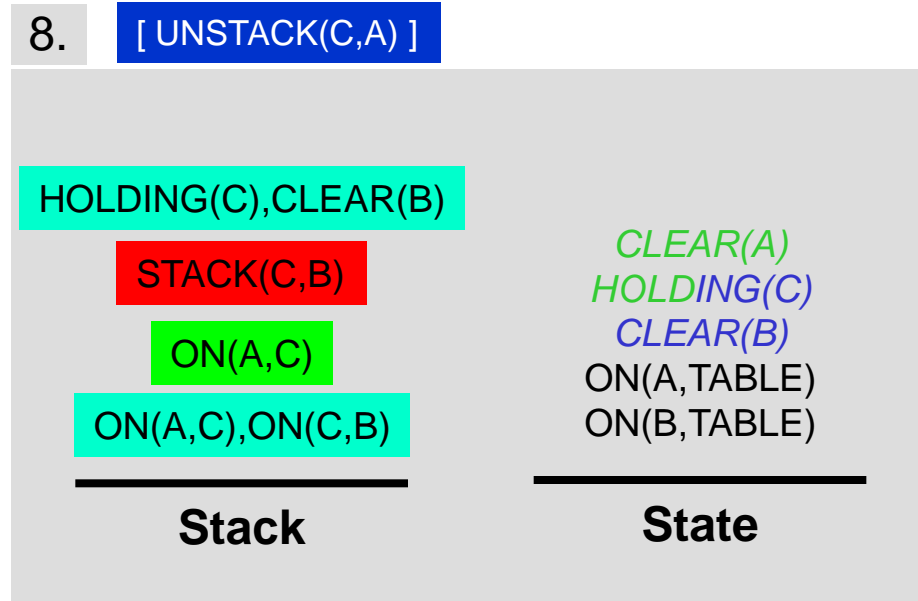 8.
[ UNSTACK(C,A) ]
HOLDING(C),CLEAR(B)
STACK(C,B)
ON(A,C)
ON(A,C),ON(C,B)
Stack
CLEAR(A)
HOLDING(C)
CLEAR(B)
ON(A,TABLE)
ON(B,TABLE)
State